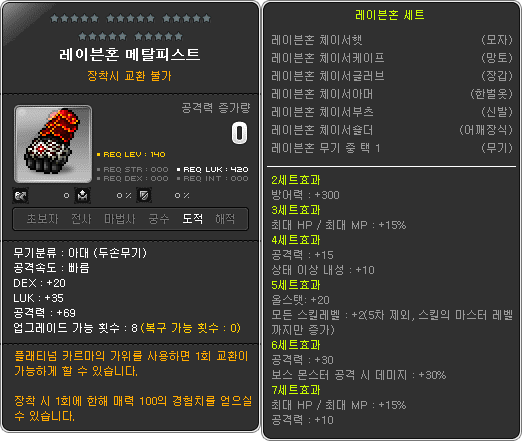 레이븐혼 메탈피스트
장착시 교환 불가
공격력 증가량
0
REQ LEV : 140
REQ STR : 000 REQ LUK : 420
REQ DEX : 000 REQ INT : 000
0 0 % 0 %
초보자 전사 마법사 궁수 도적 해적
무기분류 : 아대 (두손무기)
공격속도 : 빠름
DEX : +20
LUK : +35
공격력 : +69
업그레이드 가능 횟수 : 8 (복구 가능 횟수 : 0)
플래티넘 카르마의 가위를 사용하면 1회 교환이
가능하게 할 수 있습니다.
장착 시 1회에 한해 매력 100의 경험치를 얻으실
수 있습니다.
레이븐혼 세트
레이븐혼 체이서햇 (모자)
레이븐혼 체이서케이프 (망토)
레이븐혼 체이서글러브 (장갑)
레이븐혼 체이서아머 (한벌옷)
레이븐혼 체이서부츠 (신발)
레이븐혼 체이서숄더 (어깨장식)
레이븐혼 무기 중 택 1 (무기)
2세트효과
방어력 : +300
3세트효과
최대 HP / 최대 MP : +15%
4세트효과
공격력 : +15
상태 이상 내성 : +10
5세트효과
올스탯: +20
모든 스킬레벨 : +2(5차 제외, 스킬의 마스터 레벨
까지만 증가)
6세트효과
공격력 : +30
보스 몬스터 공격 시 데미지 : +30%
7세트효과
최대 HP / 최대 MP : +15%
공격력 : +10